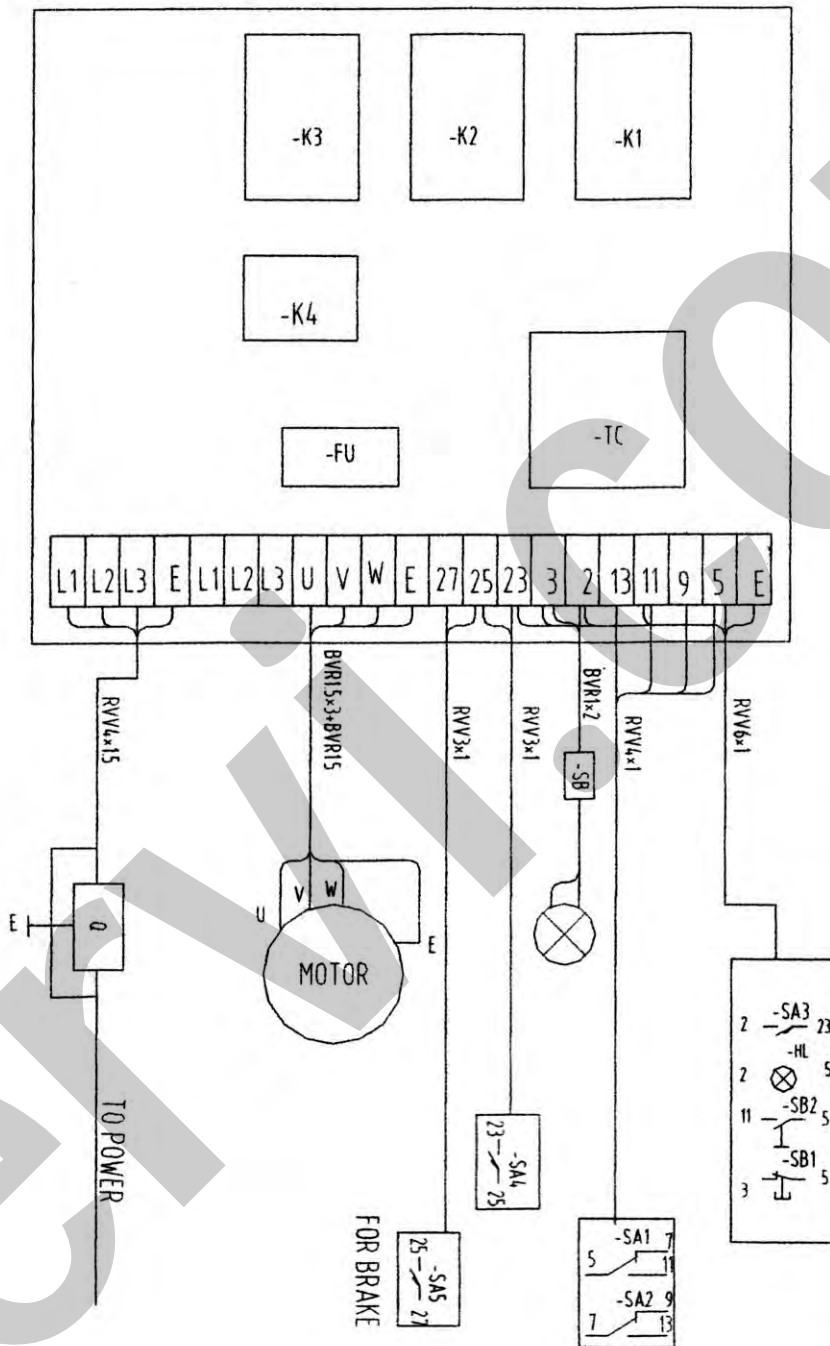 -K3 -K2 -K1
-K4
-FU -TC
L1 L2 L3 E L1 L2 L3 U V W E 27 25 23 3 2 13 11 9 5 E
RVV4×15
BVR15×3+BVR15
RVV3×1
RVV3×1
BVR1×2
RVV4×1
RVV6×1
-SB
U V W E
MOTOR
E Q
TO POWER
2 -SA3 23
2 -HL 5
11 -SB2 5
3 -SB1 5
23 -SA4 25
FOR BRAKE
25 -SA5 27
5 -SA1 7 11
7 -SA2 9 13